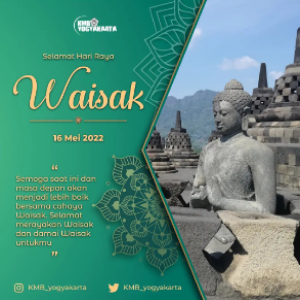 KMB
YOGYAKARTA
Selamat Hari Raya
Waisak
16 Mei 2022
“
Semoga saat ini dan
masa depan akan
menjadi lebih baik
bersama cahaya
Waisak. Selamat
merayakan Waisak
dan damai Waisak
untukmu
”
KMB_yogyakarta
KMB_yogyakarta